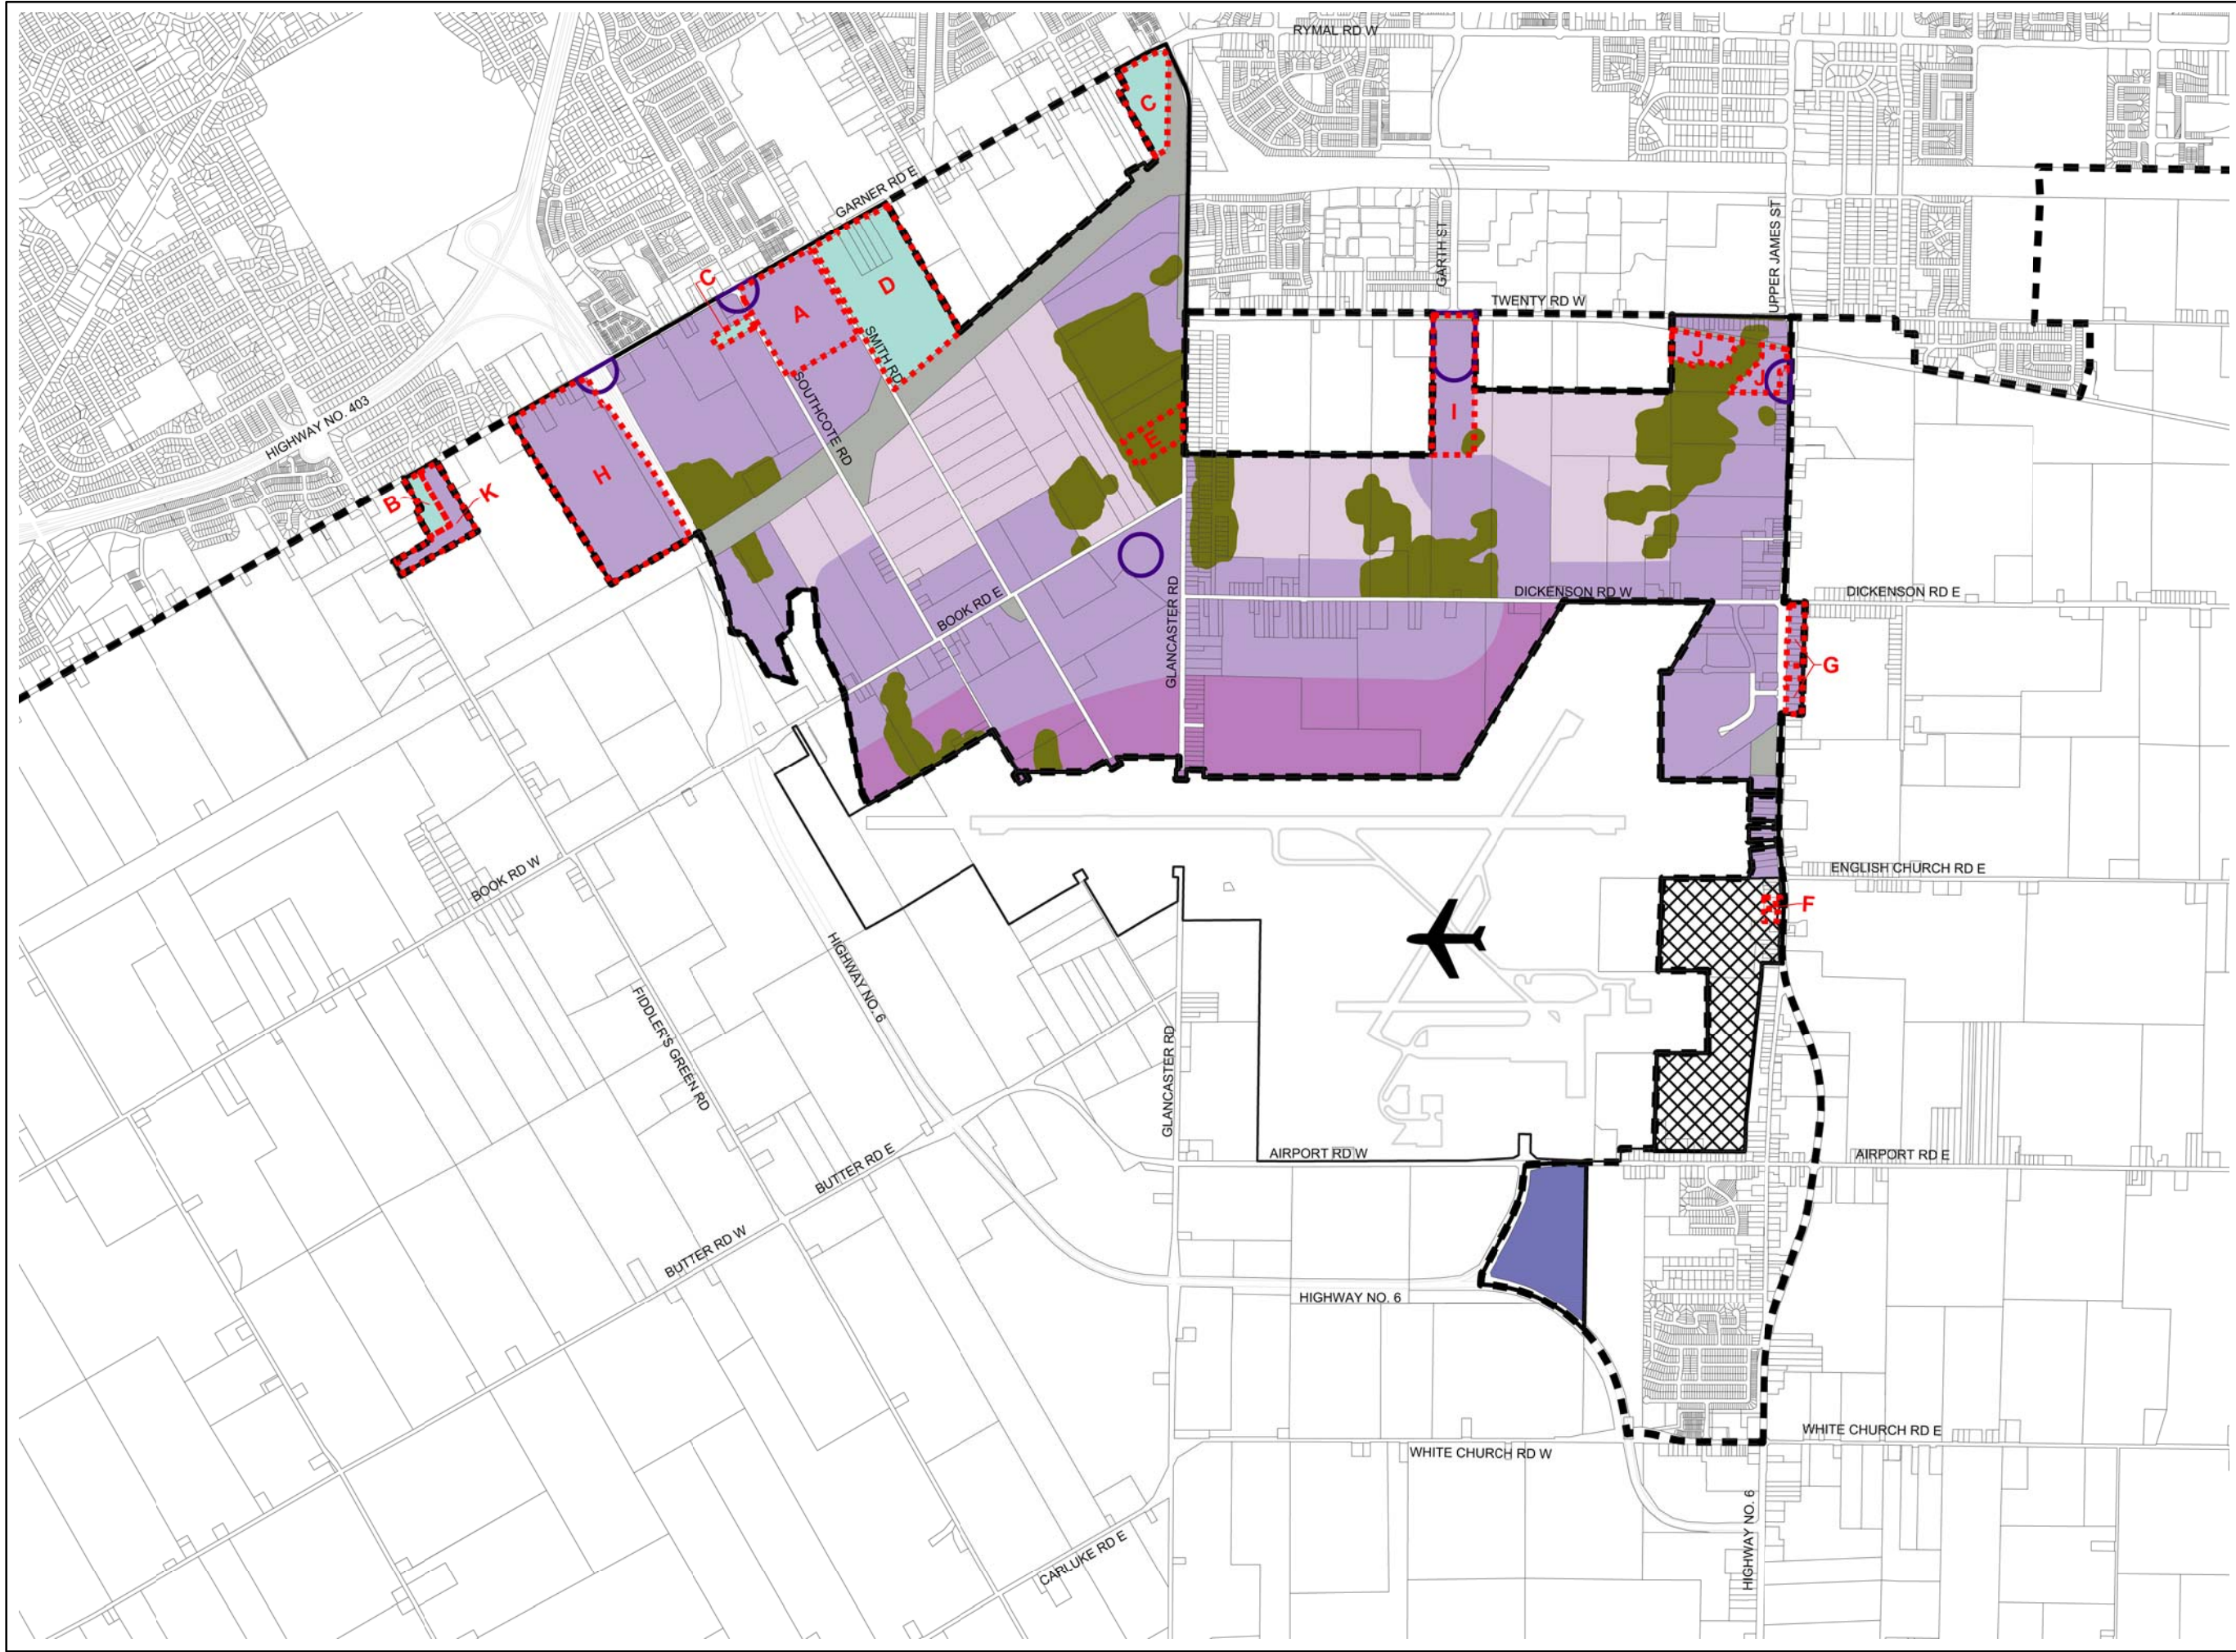 RYMAL RD W
C
GARNER RD E
UPPER JAMES ST
GARTH ST
C
D
A
TWENTY RD W
SMITH RD
J
J
SOUTHCOTE RD
I
HIGHWAY NO. 403
E
H
K
B
DICKENSON RD W
DICKENSON RD E
BOOK RD E
GLANCASTER RD
G
BOOK RD W
ENGLISH CHURCH RD E
F
HIGHWAY NO. 6
FIDDLER'S GREEN RD
GLANCASTER RD
AIRPORT RD W
AIRPORT RD E
BUTTER RD E
BUTTER RD W
HIGHWAY NO. 6
WHITE CHURCH RD W
WHITE CHURCH RD E
HIGHWAY NO. 6
CARLUKE RD E